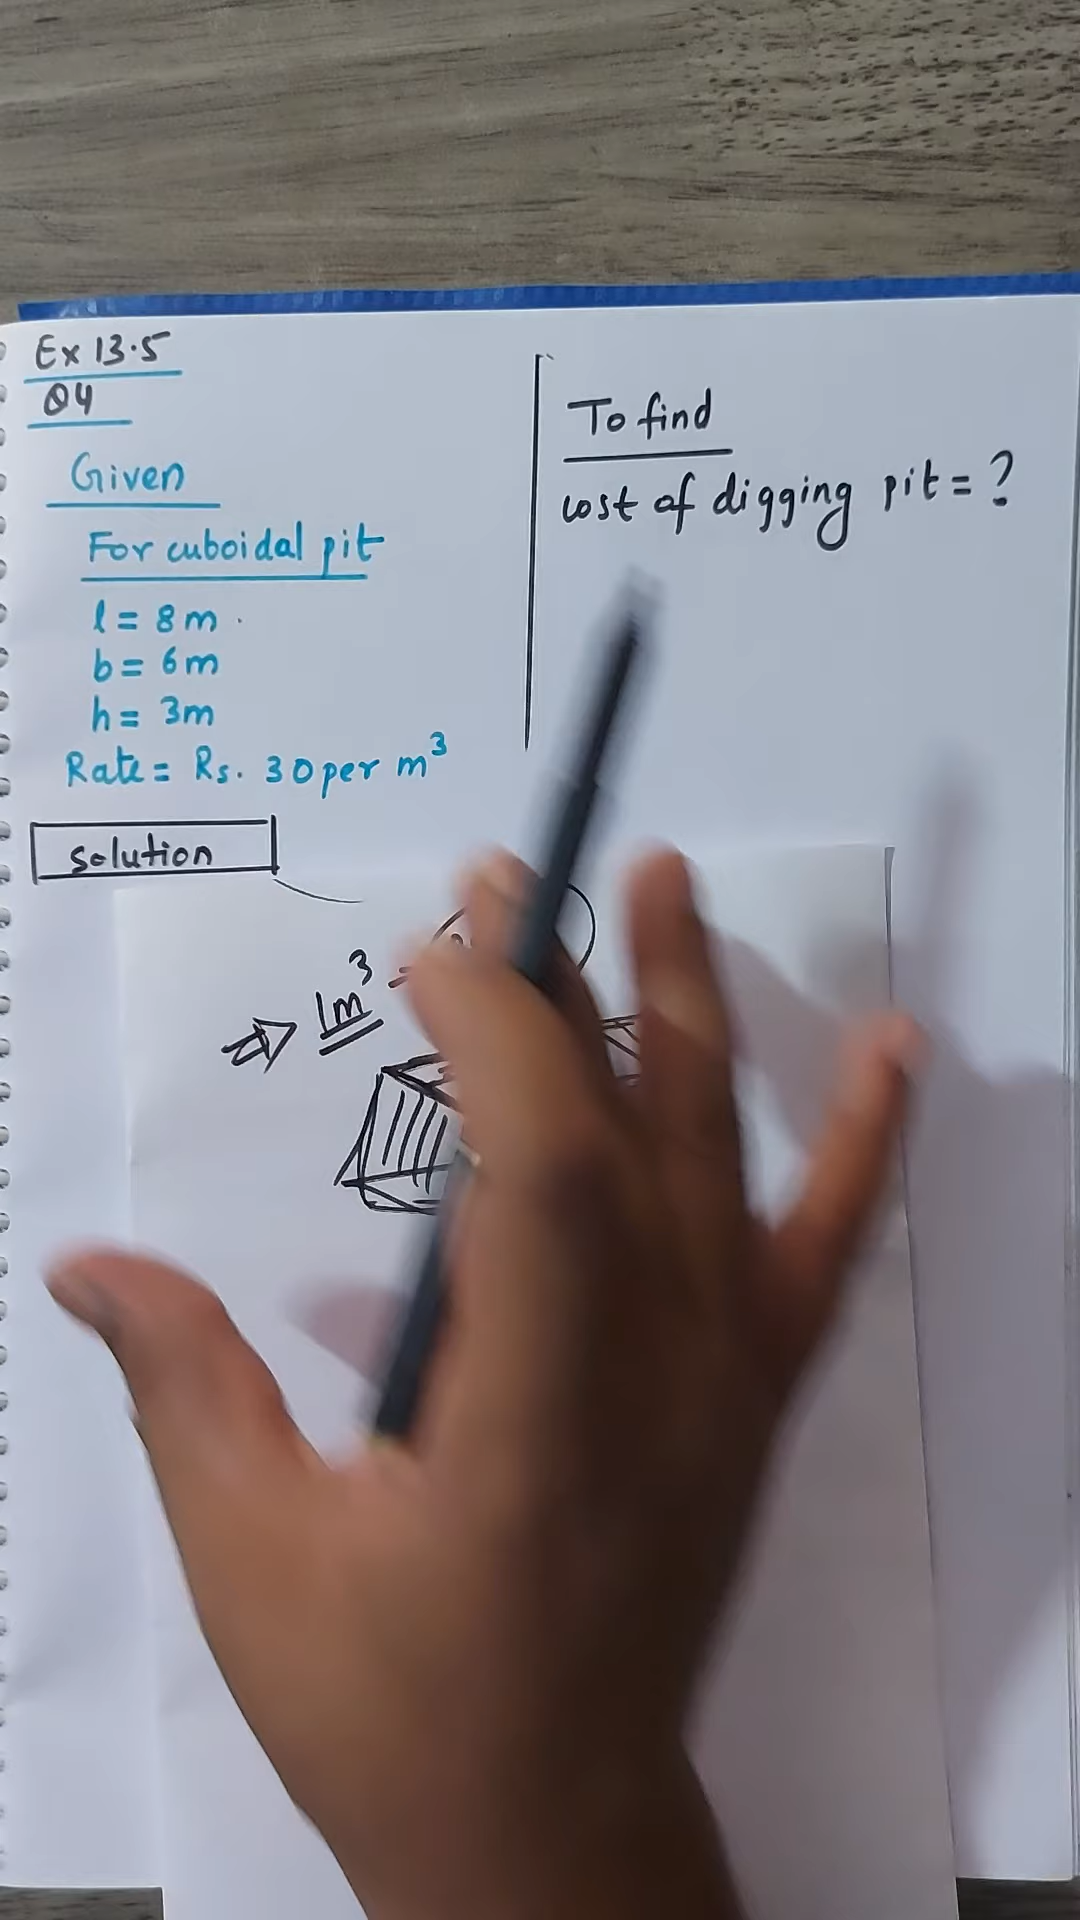 Ex 13.5
Q4
Given
For cuboidal pit
l = 8m
b = 6m
h = 3m
Rate = Rs. 30 per m³
To find
cost of digging pit = ?
Solution
1m³